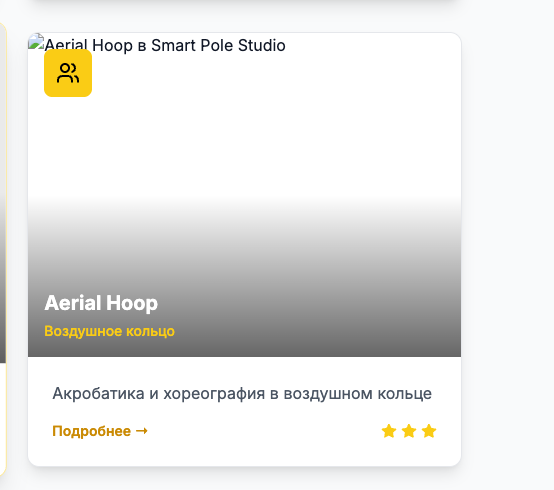 Aerial Hoop в Smart Pole Studio
Aerial Hoop
Воздушное кольцо
Акробатика и хореография в воздушном кольце
Подробнее →